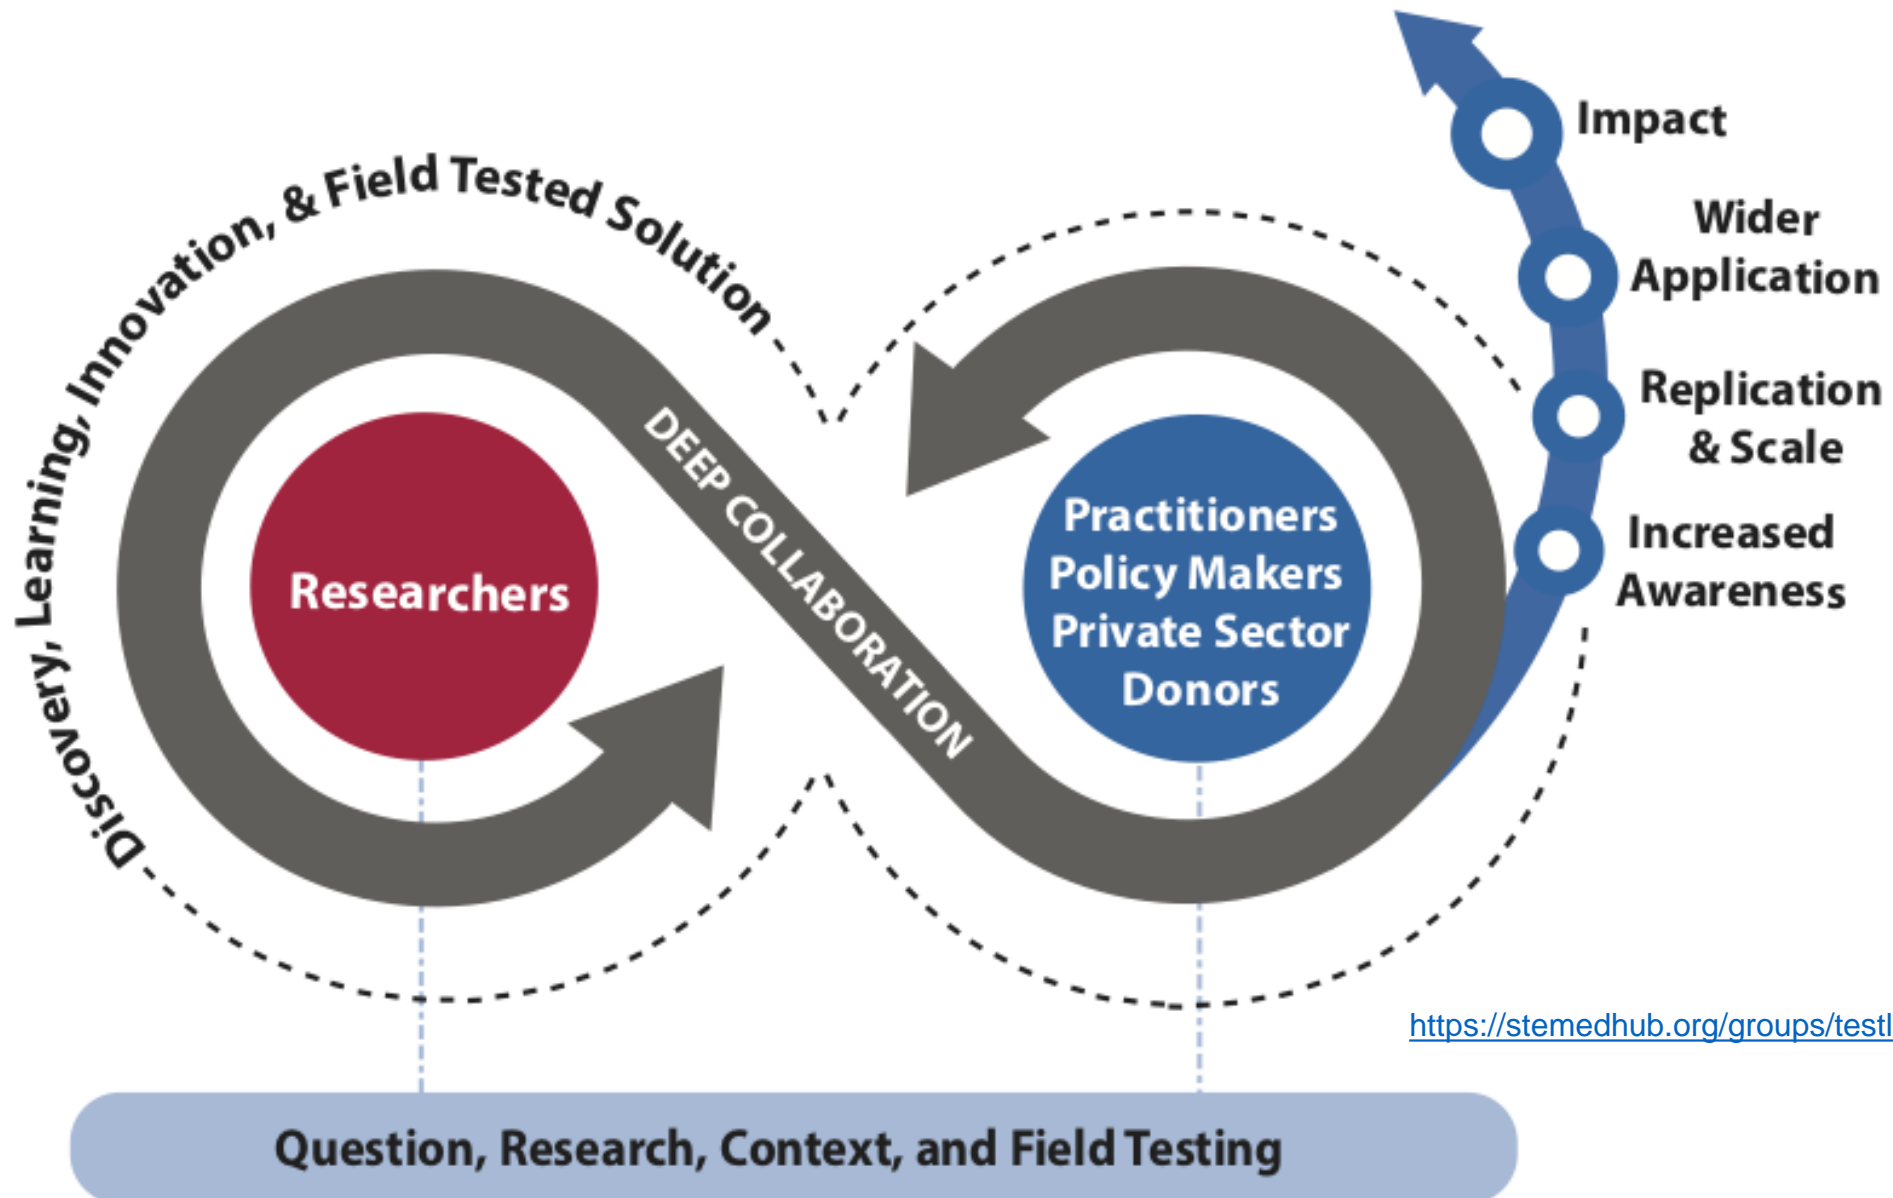 Discovery, Learning, Innovation, & Field Tested Solution
Impact
Wider
Application
Replication
& Scale
Increased
Awareness
Researchers
DEEP COLLABORATION
Practitioners
Policy Makers
Private Sector
Donors
https://stemedhub.org/groups/testl
Question, Research, Context, and Field Testing